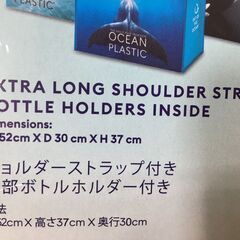 PLASTIC
OCEAN
PLASTIC
XTRA LONG SHOULDER STR
OTTLE HOLDERS INSIDE
imensions:
52cm X D 30 cm X H 37 cm
ョルダーストラップ付き
部ボトルホルダー付き
法
62cm X 高さ37cm X 奥行30cm